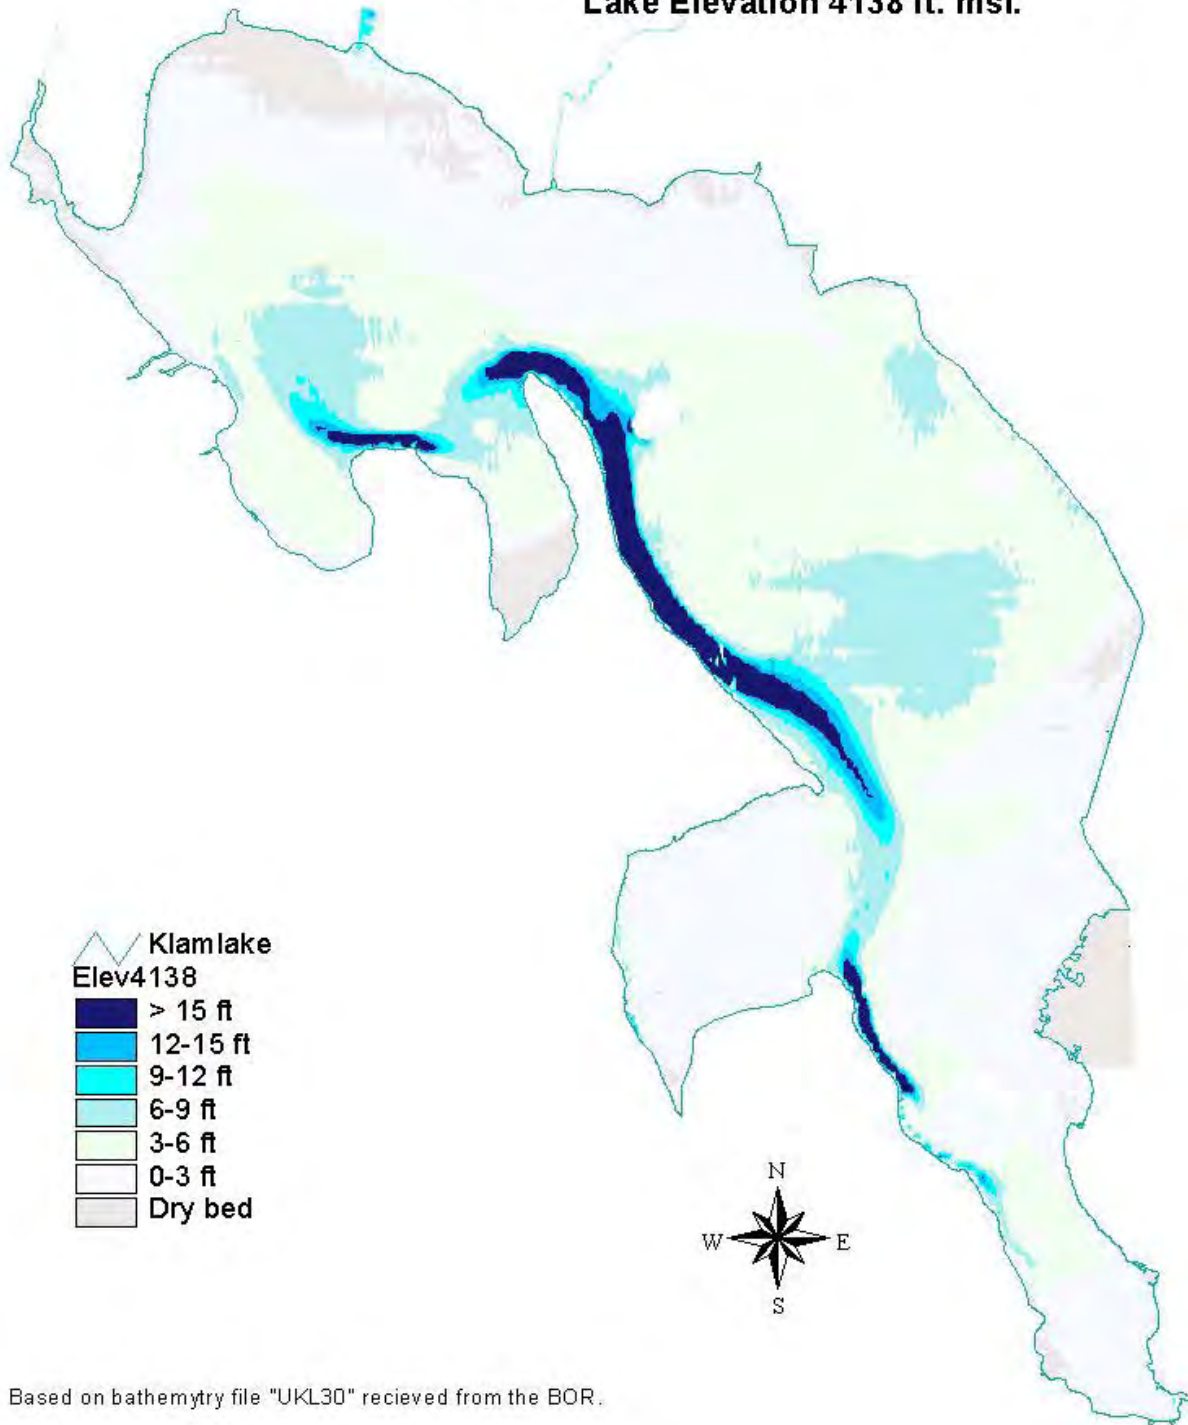 Lake Elevation 4138 ft. msl.
Klamlake
Elev4138
> 15 ft
12-15 ft
9-12 ft
6-9 ft
3-6 ft
0-3 ft
Dry bed
N
W E
S
Based on bathemytry file "UKL30" recieved from the BOR.